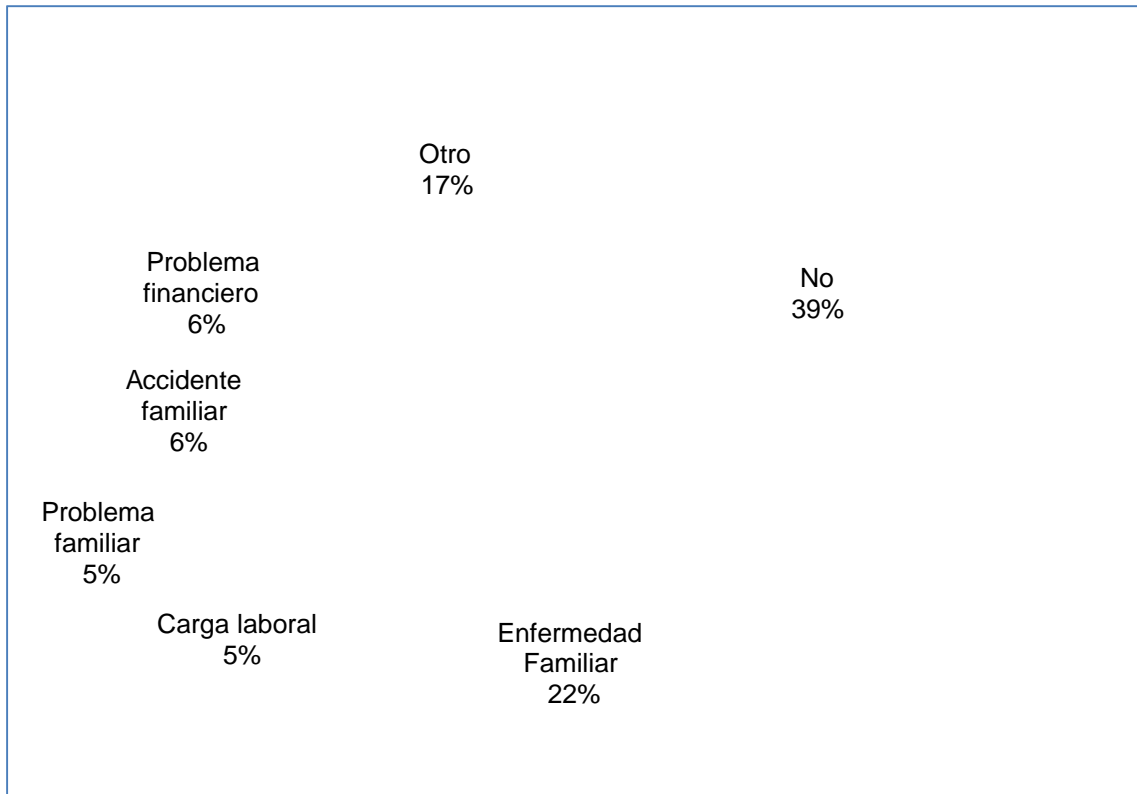 Otro
17%
Problema
financiero
6%
No
39%
Accidente
familiar
6%
Problema
familiar
5%
Carga laboral
5%
Enfermedad
Familiar
22%